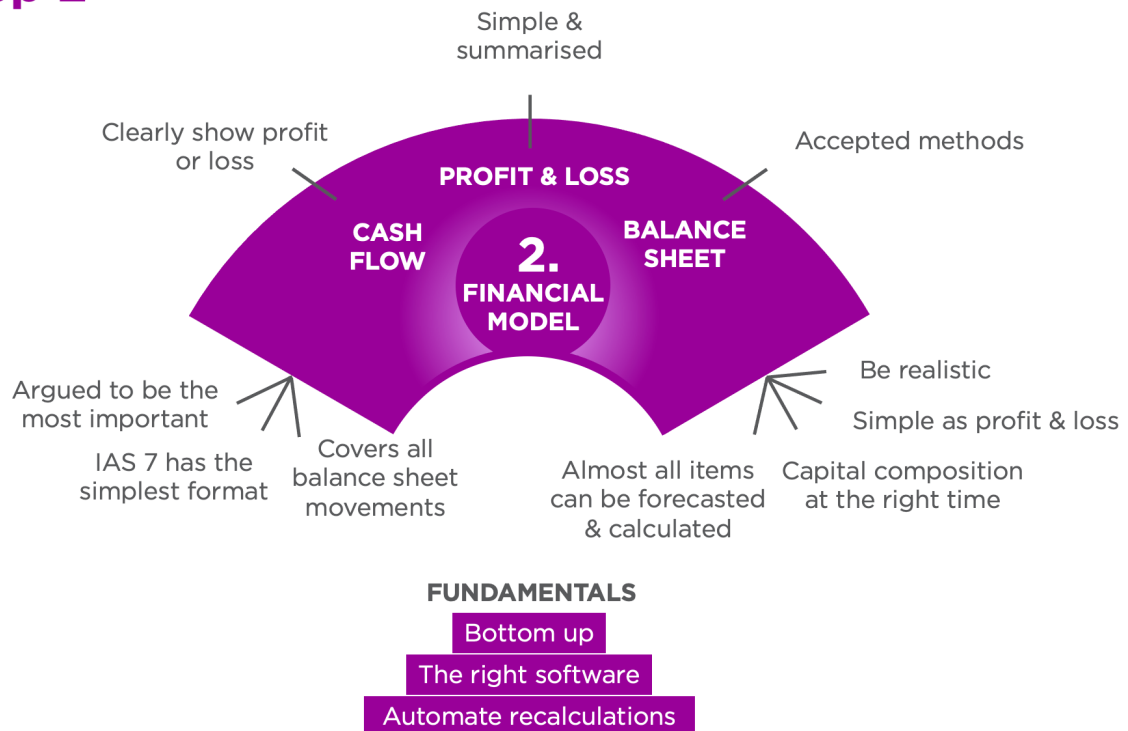 Simple &
summarised
Clearly show profit
or loss
Accepted methods
PROFIT & LOSS
CASH
FLOW
BALANCE
SHEET
2.
FINANCIAL
MODEL
Argued to be the
most important
IAS 7 has the
simplest format
Covers all
balance sheet
movements
Be realistic
Simple as profit & loss
Capital composition
at the right time
Almost all items
can be forecasted
& calculated
FUNDAMENTALS
Bottom up
The right software
Automate recalculations